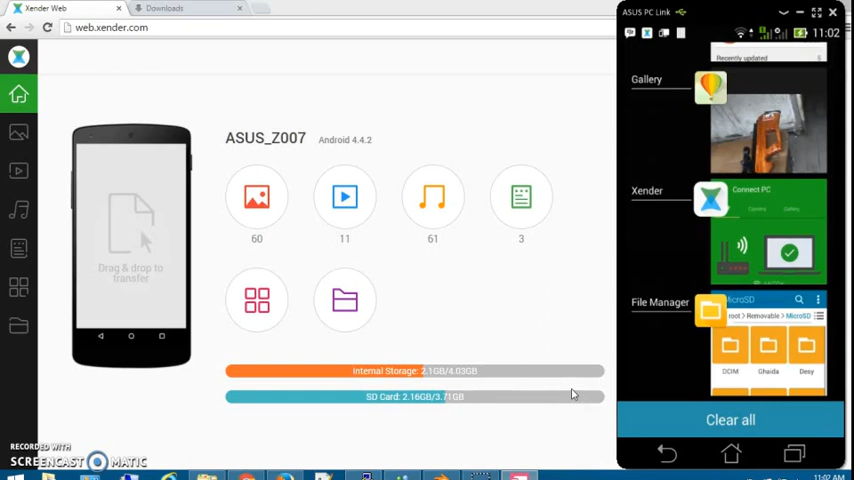 Xender Web
Downloads
web.xender.com
ASUS_Z007 Android 4.4.2
60 11 61 3
Drag & drop to
transfer
Internal Storage: 2.1GB/4.03GB
SD Card: 2.16GB/3.71GB
RECORDED WITH
SCREENCAST MATIC
11:02 AM
ASUS PC Link
11:02
Recently updated
Gallery
Xender
Connect PC
Gallery
File Manager
MicroSD
root > Removable > MicroSD
DCIM Ghaida Desy
Clear all